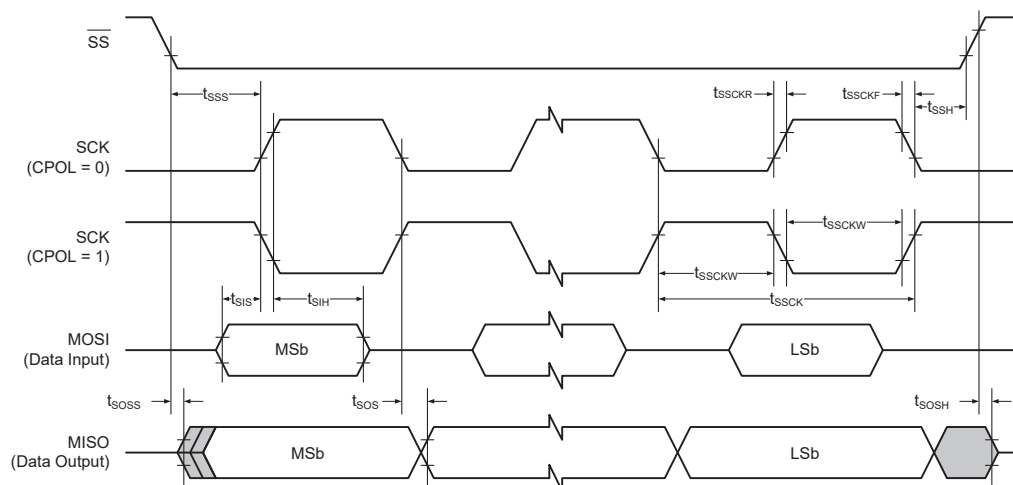 SS
tSSS
tSSCKR
tSSCKF
tSSH
SCK
(CPOL = 0)
SCK
(CPOL = 1)
tSSCKW
tSSCKW
tSIS
tSIH
tSSCK
MOSI
(Data Input)
MSb
LSb
tSOSS
tSOS
tSOSH
MISO
(Data Output)
MSb
LSb